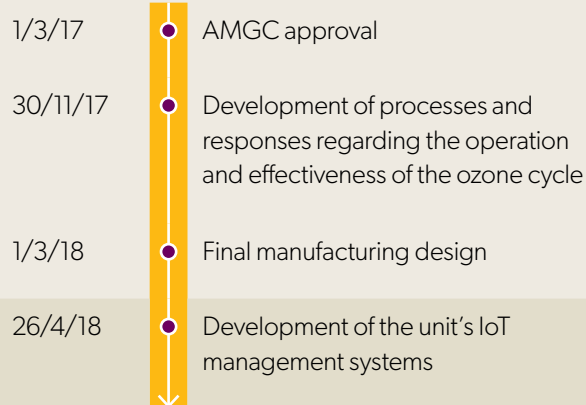 1/3/17 AMGC approval
30/11/17 Development of processes and
responses regarding the operation
and effectiveness of the ozone cycle
1/3/18 Final manufacturing design
26/4/18 Development of the unit’s IoT
management systems